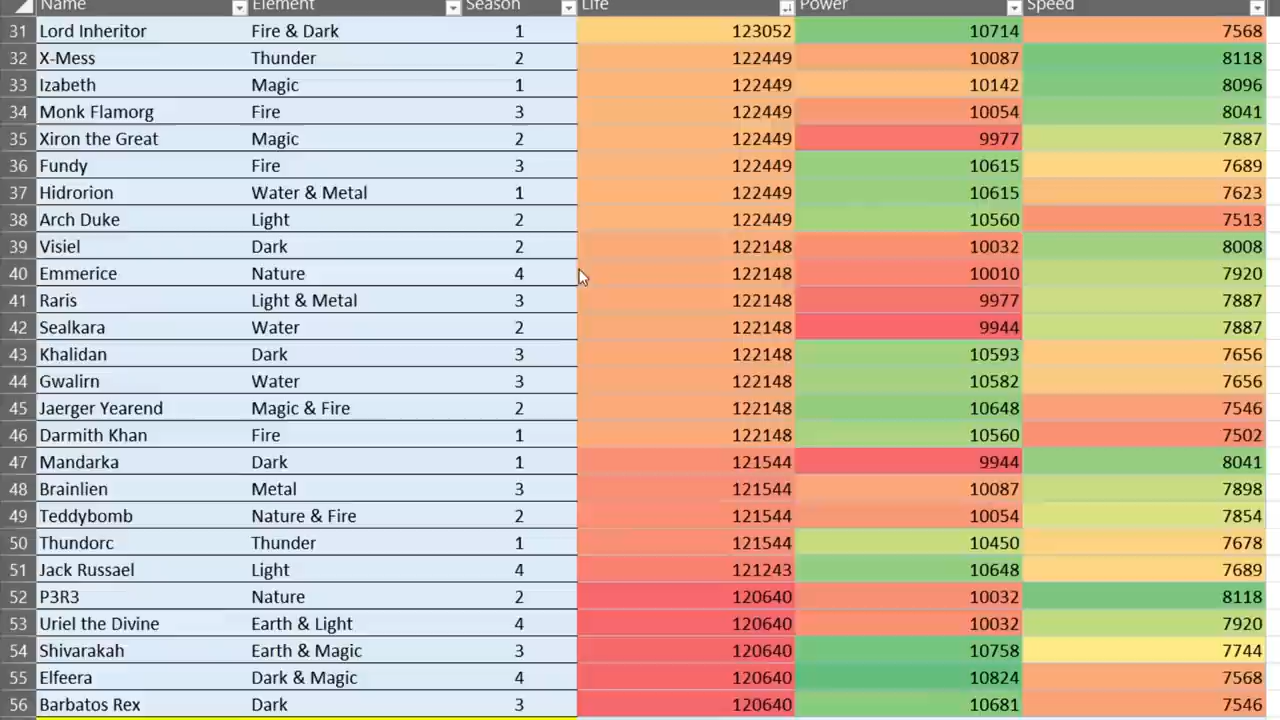 Name Element Season Life Power Speed
31 Lord Inheritor Fire & Dark 1 123052 10714 7568
32 X-Mess Thunder 2 122449 10087 8118
33 Izabeth Magic 1 122449 10142 8096
34 Monk Flamorg Fire 3 122449 10054 8041
35 Xiron the Great Magic 2 122449 9977 7887
36 Fundy Fire 3 122449 10615 7689
37 Hidrorion Water & Metal 1 122449 10615 7623
38 Arch Duke Light 2 122449 10560 7513
39 Visiel Dark 2 122148 10032 8008
40 Emmerice Nature 4 122148 10010 7920
41 Raris Light & Metal 3 122148 9977 7887
42 Sealkara Water 2 122148 9944 7887
43 Khalidan Dark 3 122148 10593 7656
44 Gwalirn Water 3 122148 10582 7656
45 Jaerger Yearend Magic & Fire 2 122148 10648 7546
46 Darmith Khan Fire 1 122148 10560 7502
47 Mandarka Dark 1 121544 9944 8041
48 Brainlien Metal 3 121544 10087 7898
49 Teddybomb Nature & Fire 2 121544 10054 7854
50 Thundorc Thunder 1 121544 10450 7678
51 Jack Russael Light 4 121243 10648 7689
52 P3R3 Nature 2 120640 10032 8118
53 Uriel the Divine Earth & Light 4 120640 10032 7920
54 Shivarakah Earth & Magic 3 120640 10758 7744
55 Elfeera Dark & Magic 4 120640 10824 7568
56 Barbatos Rex Dark 3 120640 10681 7546